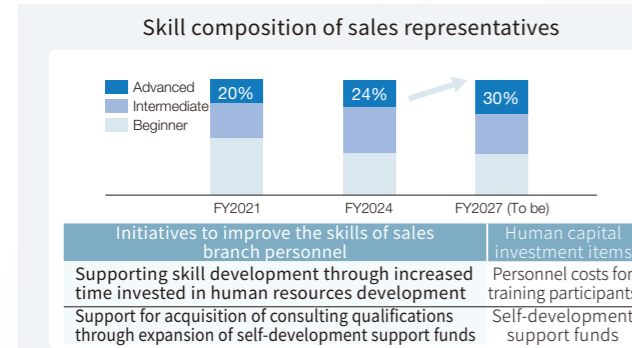 Skill composition of sales representatives
Advanced
Intermediate
Beginner
20%
24%
30%
FY2021
FY2024
FY2027 (To be)
Initiatives to improve the skills of sales
branch personnel
Human capital
investment items
Supporting skill development through increased
time invested in human resources development
Personnel costs for
training participants
Support for acquisition of consulting qualifications
through expansion of self-development support funds
Self-development
support funds